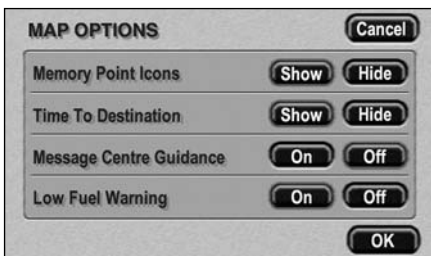 MAP OPTIONS Cancel
Memory Point Icons Show Hide
Time To Destination Show Hide
Message Centre Guidance On Off
Low Fuel Warning On Off
OK